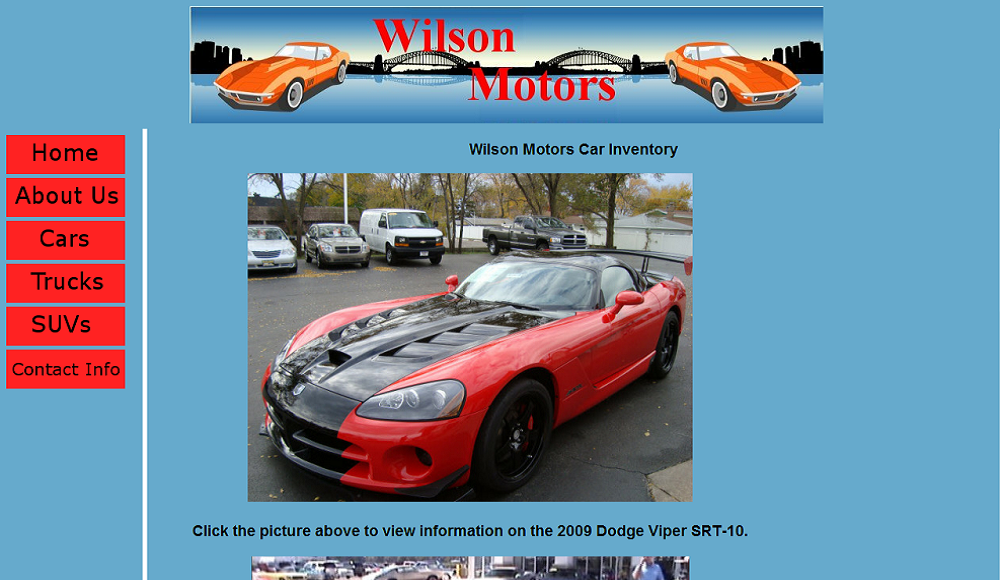 Wilson
Motors
Home
About Us
Cars
Trucks
SUVs
Contact Info
Wilson Motors Car Inventory
Click the picture above to view information on the 2009 Dodge Viper SRT-10.